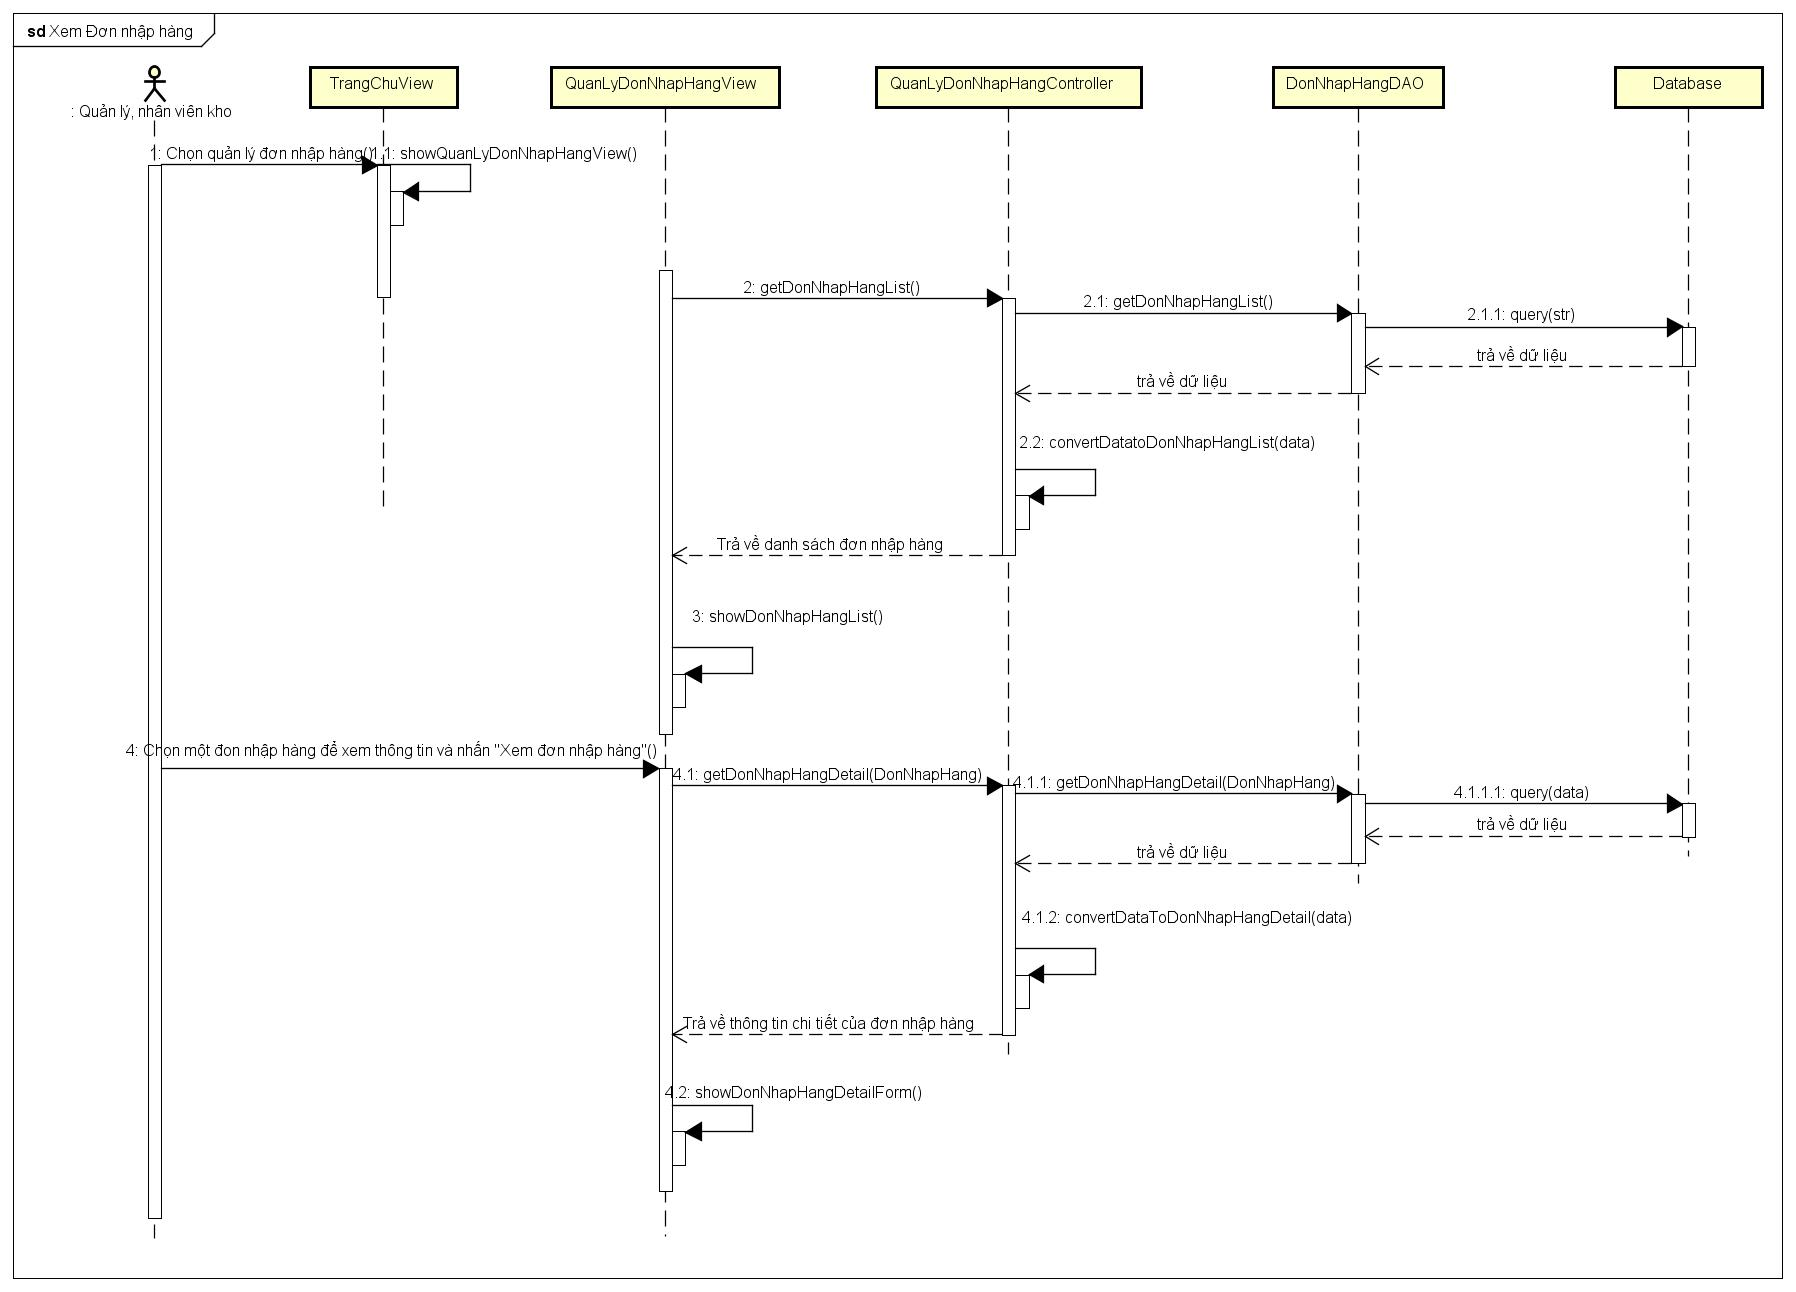 sd Xem Đơn nhập hàng
: Quản lý, nhân viên kho
TrangChuView
QuanLyDonNhapHangView
QuanLyDonNhapHangController
DonNhapHangDAO
Database
1: Chọn quản lý đơn nhập hàng()
1.1: showQuanLyDonNhapHangView()
2: getDonNhapHangList()
2.1: getDonNhapHangList()
2.1.1: query(str)
trả về dữ liệu
trả về dữ liệu
2.2: convertDatatoDonNhapHangList(data)
Trả về danh sách đơn nhập hàng
3: showDonNhapHangList()
4: Chọn một đon nhập hàng để xem thông tin và nhấn "Xem đơn nhập hàng"()
4.1: getDonNhapHangDetail(DonNhapHang)
4.1.1: getDonNhapHangDetail(DonNhapHang)
4.1.1.1: query(data)
trả về dữ liệu
trả về dữ liệu
4.1.2: convertDataToDonNhapHangDetail(data)
Trả về thông tin chi tiết của đơn nhập hàng
4.2: showDonNhapHangDetailForm()